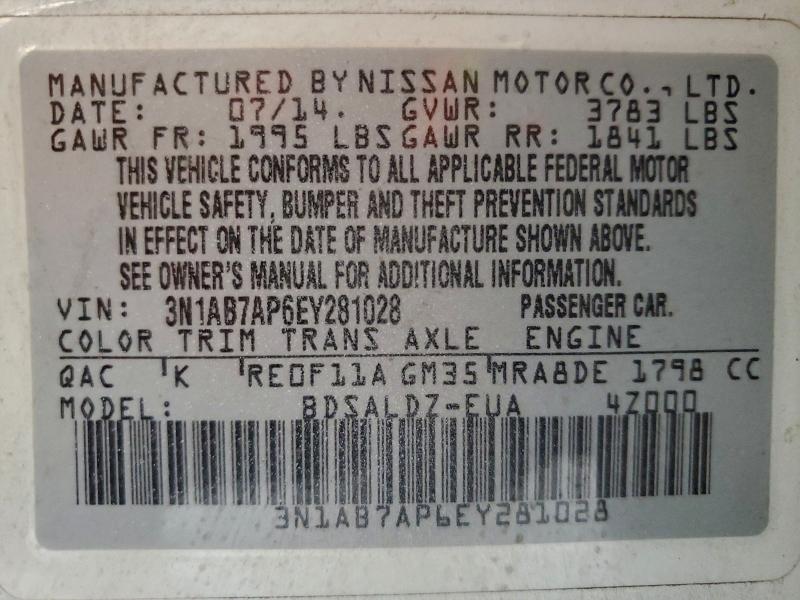 MANUFACTURED BY NISSAN MOTOR CO., LTD.
DATE: 07/14. GVWR: 3783 LBS
GAWR FR: 1995 LBS GAWR RR: 1841 LBS
THIS VEHICLE CONFORMS TO ALL APPLICABLE FEDERAL MOTOR
VEHICLE SAFETY, BUMPER AND THEFT PREVENTION STANDARDS
IN EFFECT ON THE DATE OF MANUFACTURE SHOWN ABOVE.
SEE OWNER'S MANUAL FOR ADDITIONAL INFORMATION.
VIN: 3N1AB7AP6EY281028 PASSENGER CAR.
COLOR TRIM TRANS AXLE ENGINE
QAC K RE0F11A GM35 MRA8DE 1798 CC
MODEL: BDSALDZ-EUA 4Z000
3N1AB7AP6EY281028